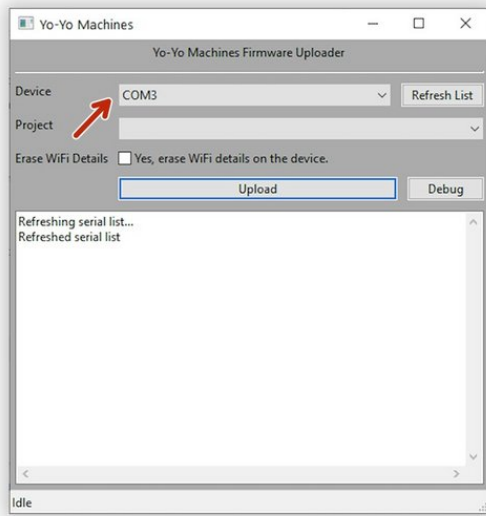 Yo-Yo Machines
Yo-Yo Machines Firmware Uploader
Device COM3 Refresh List
Project
Erase WiFi Details Yes, erase WiFi details on the device.
Upload Debug
Refreshing serial list...
Refreshed serial list
Idle